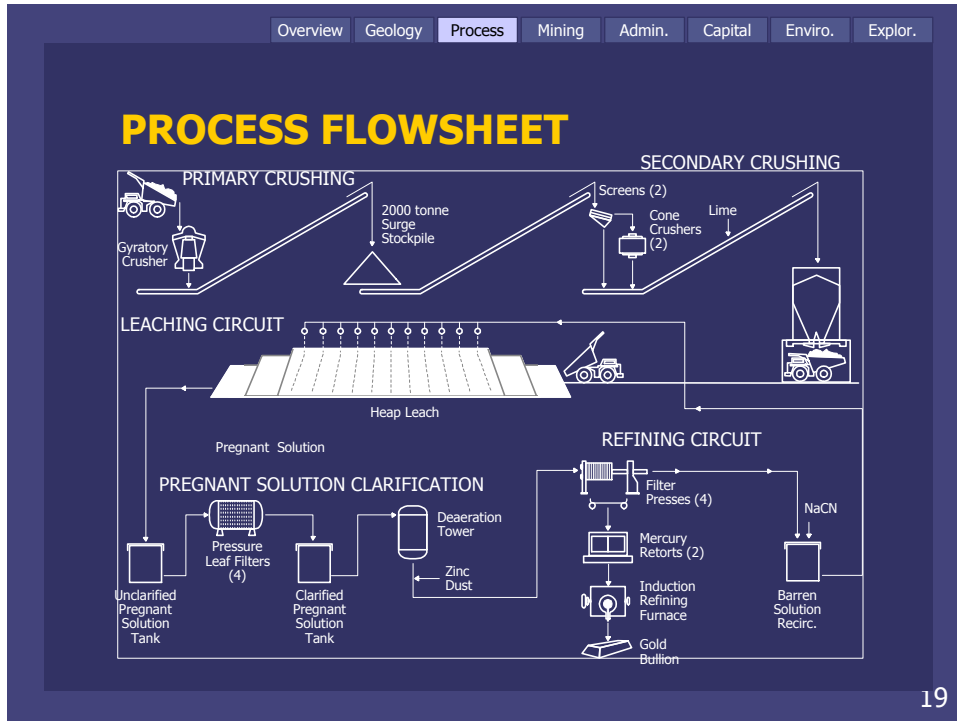 Overview Geology Process Mining Admin. Capital Enviro. Explor.
PROCESS FLOWSHEET
SECONDARY CRUSHING
PRIMARY CRUSHING
Gyratory
Crusher
2000 tonne
Surge
Stockpile
Screens (2)
Cone
Crushers
(2)
Lime
LEACHING CIRCUIT
Heap Leach
Pregnant Solution
REFINING CIRCUIT
PREGNANT SOLUTION CLARIFICATION
Unclarified
Pregnant
Solution
Tank
Pressure
Leaf Filters
(4)
Clarified
Pregnant
Solution
Tank
Deaeration
Tower
Zinc
Dust
Filter
Presses (4)
Mercury
Retorts (2)
Induction
Refining
Furnace
Gold
Bullion
NaCN
Barren
Solution
Recirc.
19